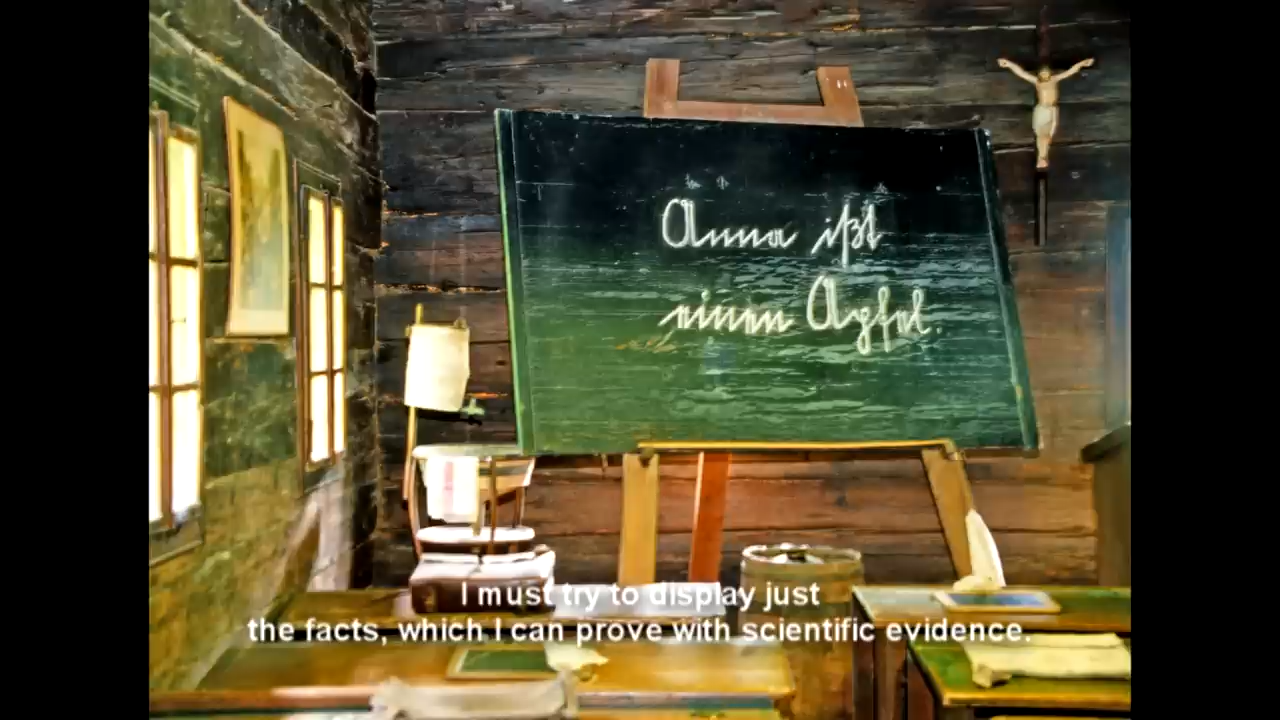 Anna ißt
einen Apfel.
I must try to display just
the facts, which I can prove with scientific evidence.